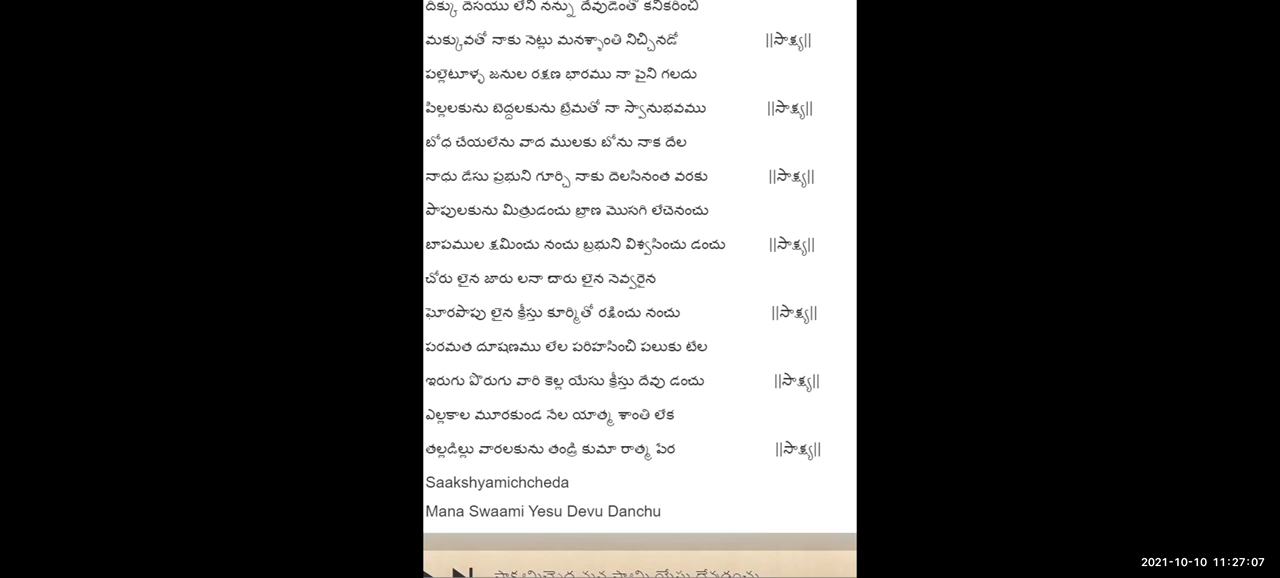 దిక్కు దెసయు లేని నన్ను దేవుడెంతో కనికరించి
మక్కువతో నాకు నెట్లు మనశ్శాంతి నిచ్చినడో ||సాక్ష్య||
పల్లెటూళ్ళ జనుల రక్షణ భారము నా పైని గలదు
పిల్లలకును బెద్దలకును బ్రేమతో నా స్వానుభవము ||సాక్ష్య||
బోధ చేయలేను వాద ములకు బోను నాక దేల
నాధు డేసు ప్రభుని గూర్చి నాకు దెలసినంత వరకు ||సాక్ష్య||
పాపులకును మిత్రుడంచు బ్రాణ మొసగి లేచెనంచు
బాపముల క్షమించు నంచు బ్రభుని విశ్వసించు డంచు ||సాక్ష్య||
చోరు లైన జారు లనా చారు లైన నెవ్వరైన
ఘోరపాపు లైన క్రీస్తు కూర్మితో రక్షించు నంచు ||సాక్ష్య||
పరమత దూషణము లేల పరిహసించి పలుకు టేల
ఇరుగు పొరుగు వారి కెల్ల యేసు క్రీస్తు దేవు డంచు ||సాక్ష్య||
ఎల్లకాల మూరకుండ నేల యాత్మ శాంతి లేక
తల్లడిల్లు వారలకును తండ్రి కుమా రాత్మ పేర ||సాక్ష్య||
Saakshyamichcheda
Mana Swaami Yesu Devu Danchu
2021-10-10 11:27:07